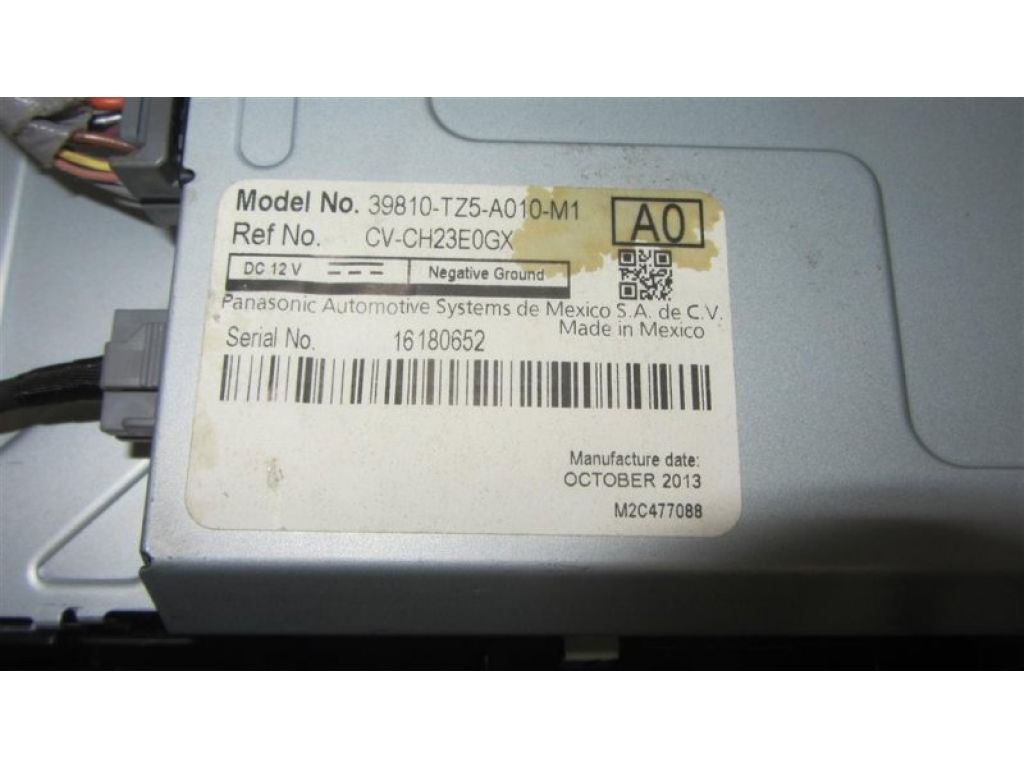 Model No. 39810-TZ5-A010-M1
A0
Ref No. CV-CH23E0GX
DC 12 V
Negative Ground
Panasonic Automotive Systems de Mexico S.A. de C.V.
Made in Mexico
Serial No. 16180652
Manufacture date:
OCTOBER 2013
M2C477088